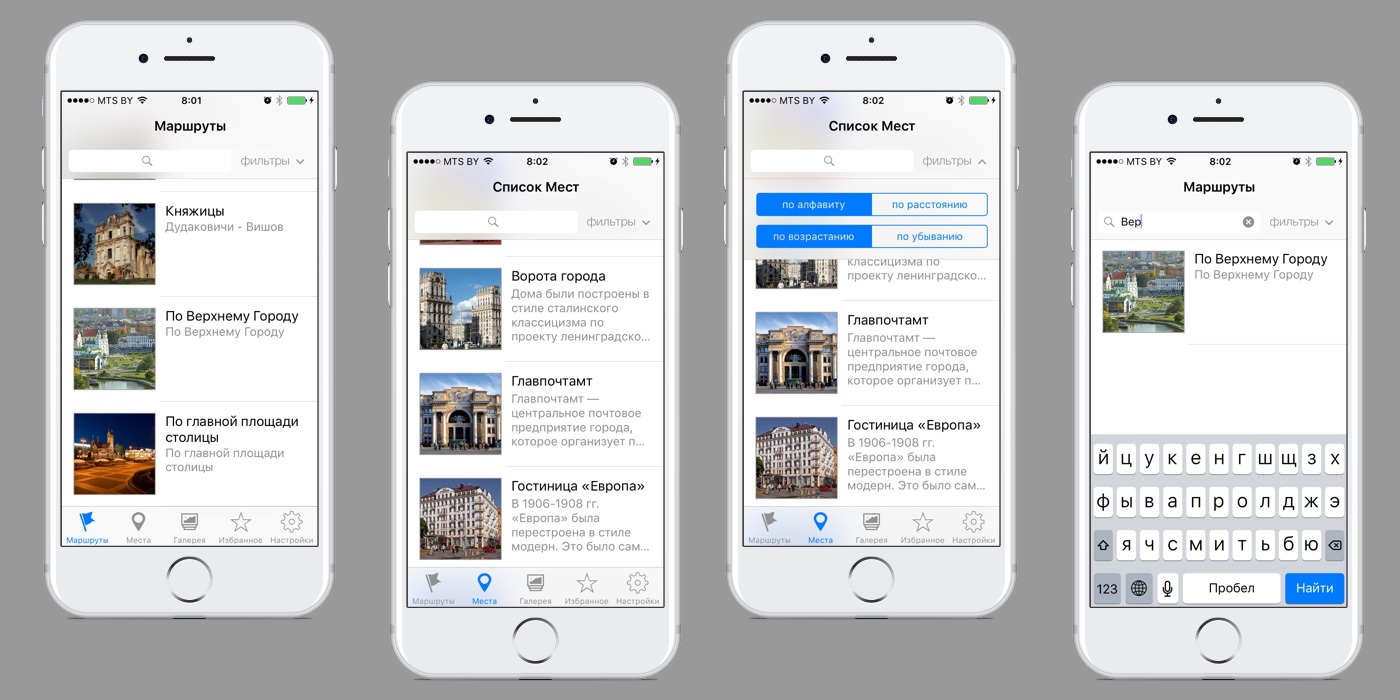 MTS BY 8:01
Маршруты
фильтры
Княжицы
Дудаковичи - Вишов
По Верхнему Городу
По Верхнему Городу
По главной площади
столицы
По главной площади
столицы
Маршруты Места Галерея Избранное Настройки
MTS BY 8:02
Список Мест
фильтры
Ворота города
Дома были построены в
стиле сталинского
классицизма по
проекту ленинградско...
Главпочтамт
Главпочтамт —
центральное почтовое
предприятие города,
которое организует п...
Гостиница «Европа»
В 1906-1908 гг.
«Европа» была
перестроена в стиле
модерн. Это было сам...
Маршруты Места Галерея Избранное Настройки
MTS BY 8:02
Список Мест
фильтры
по алфавиту по расстоянию
по возрастанию по убыванию
классицизма по
проекту ленинградско...
Главпочтамт
Главпочтамт —
центральное почтовое
предприятие города,
которое организует п...
Гостиница «Европа»
В 1906-1908 гг.
«Европа» была
перестроена в стиле
модерн. Это было сам...
Маршруты Места Галерея Избранное Настройки
MTS BY 8:02
Маршруты
Вер фильтры
По Верхнему Городу
По Верхнему Городу
й ц у к е н г ш щ з х
ф ы в а п р о л д ж э
я ч с м и т ь б ю
123 Пробел Найти